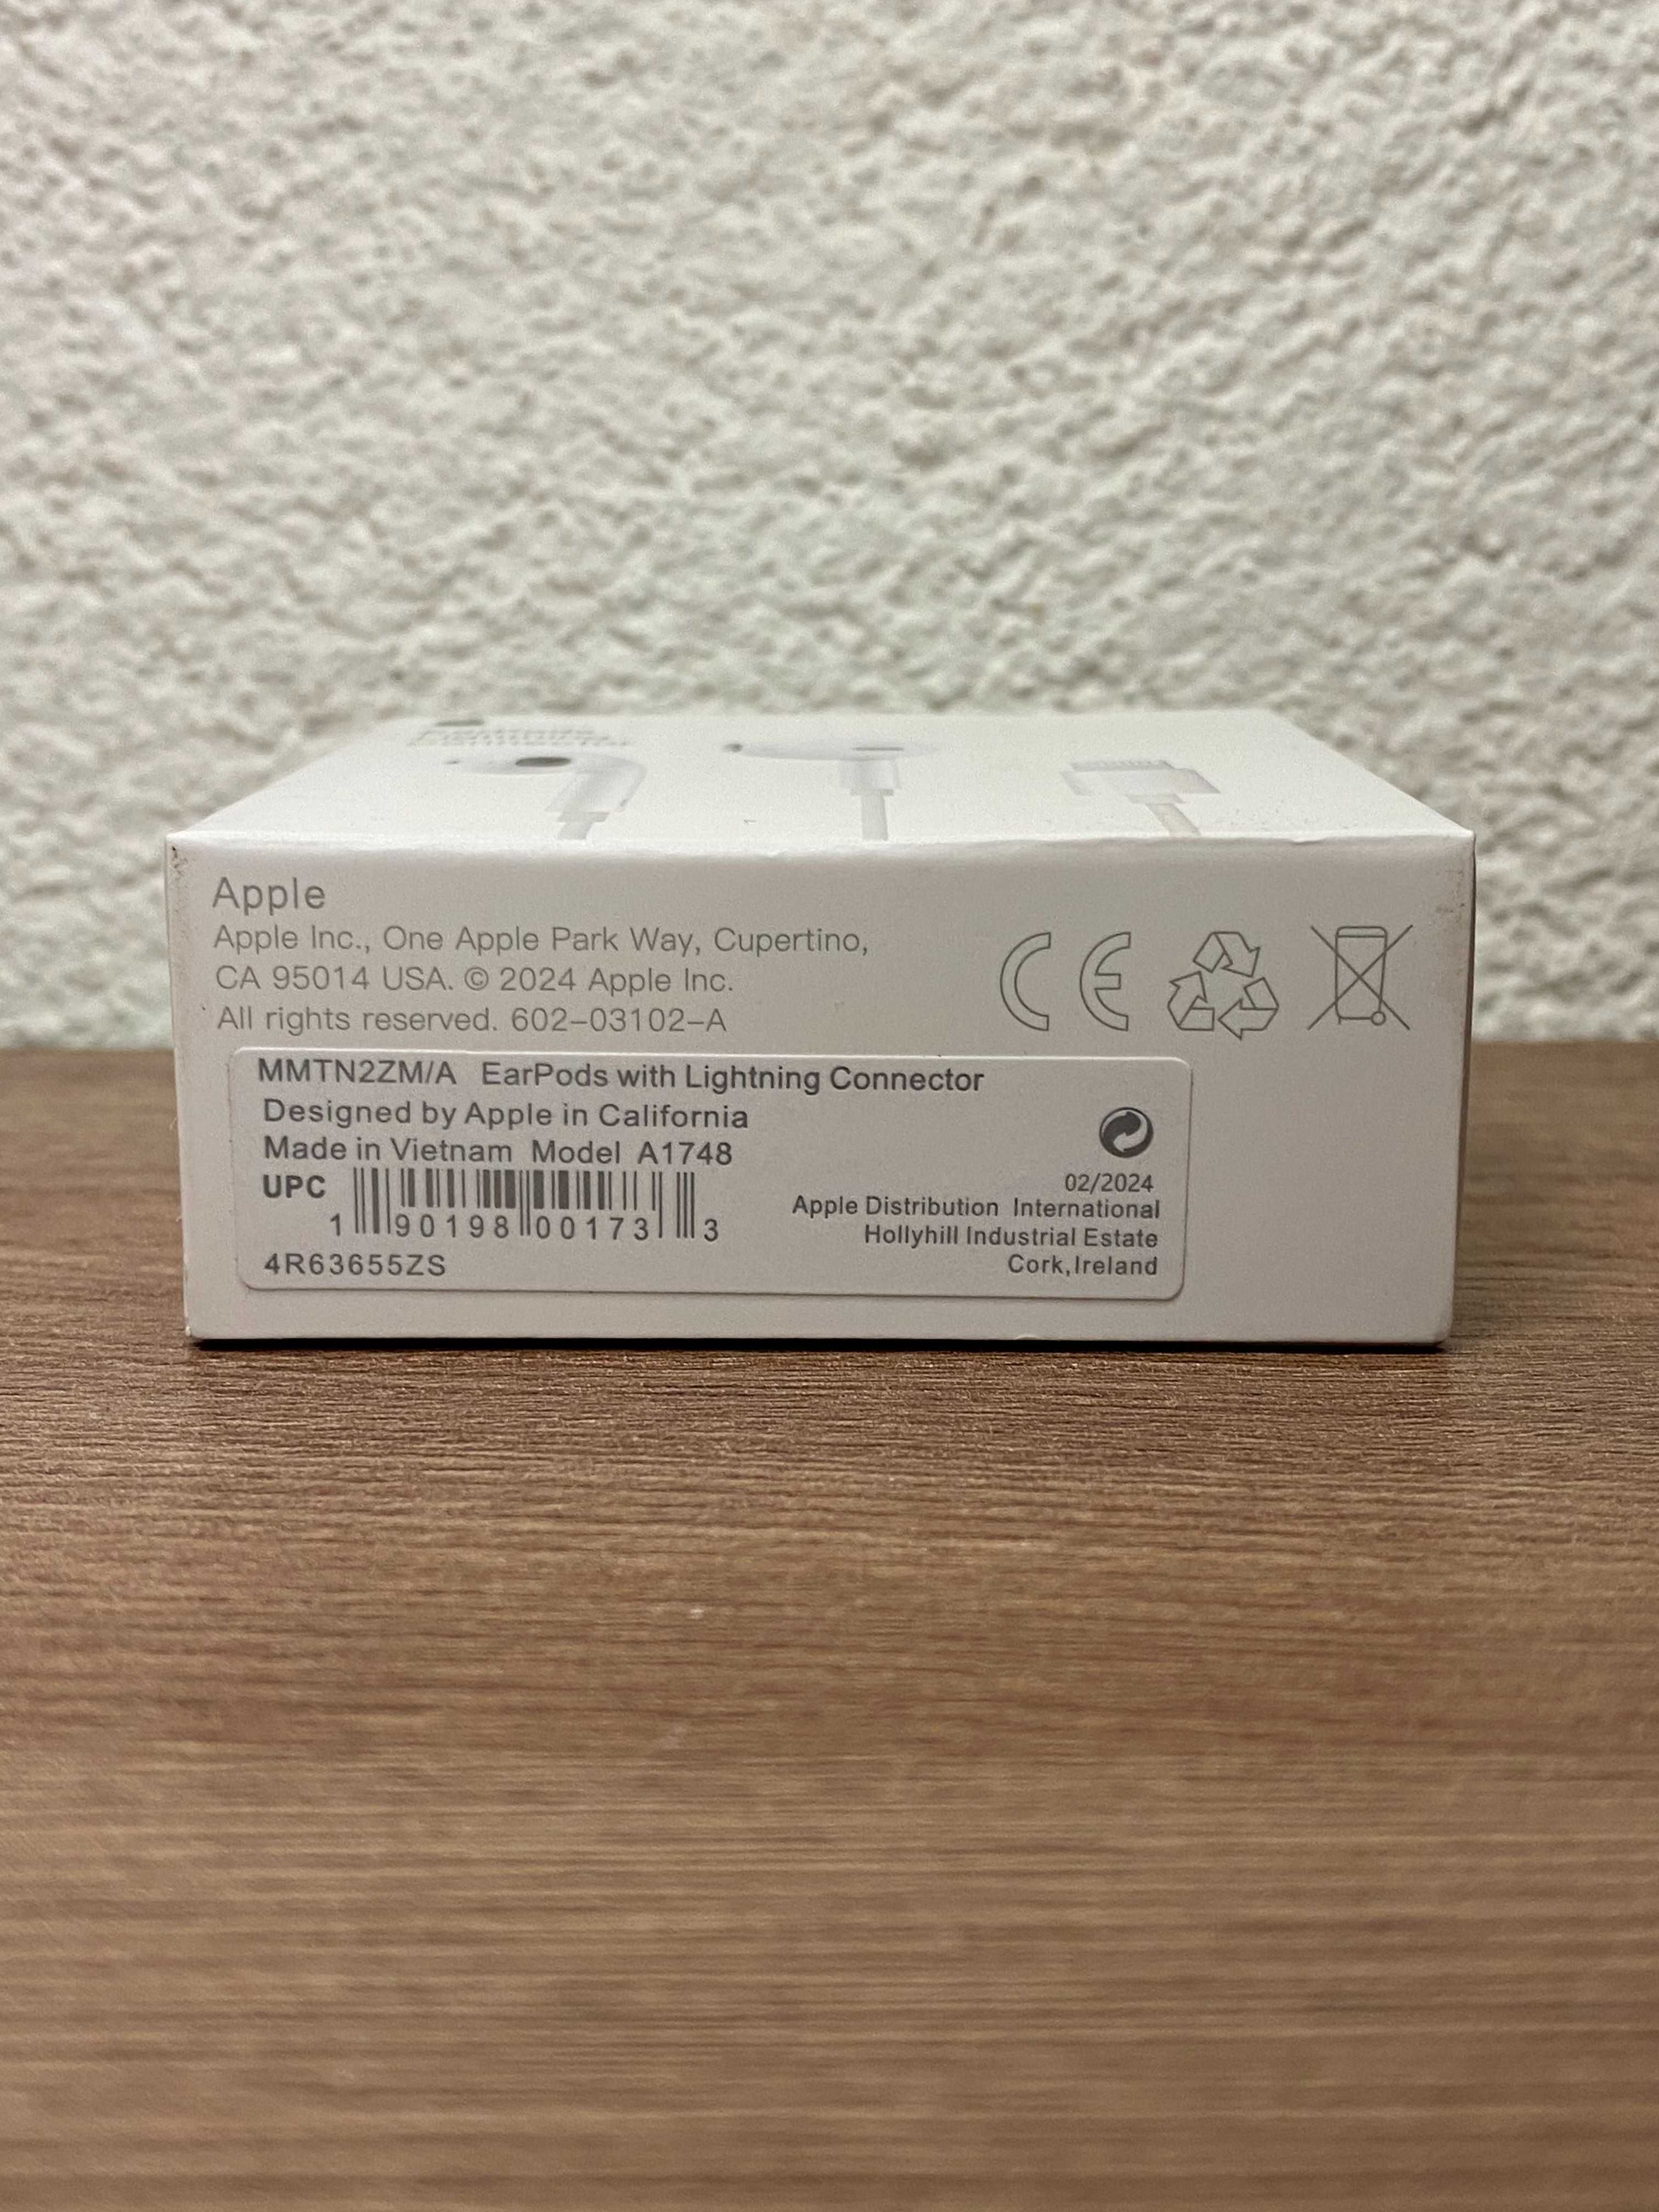 Apple
Apple Inc., One Apple Park Way, Cupertino,
CA 95014 USA. © 2024 Apple Inc.
All rights reserved. 602-03102-A
MMTN2ZM/A EarPods with Lightning Connector
Designed by Apple in California
Made in Vietnam Model A1748
UPC
1 90198 00173 3
4R63655ZS
02/2024
Apple Distribution International
Hollyhill Industrial Estate
Cork,Ireland